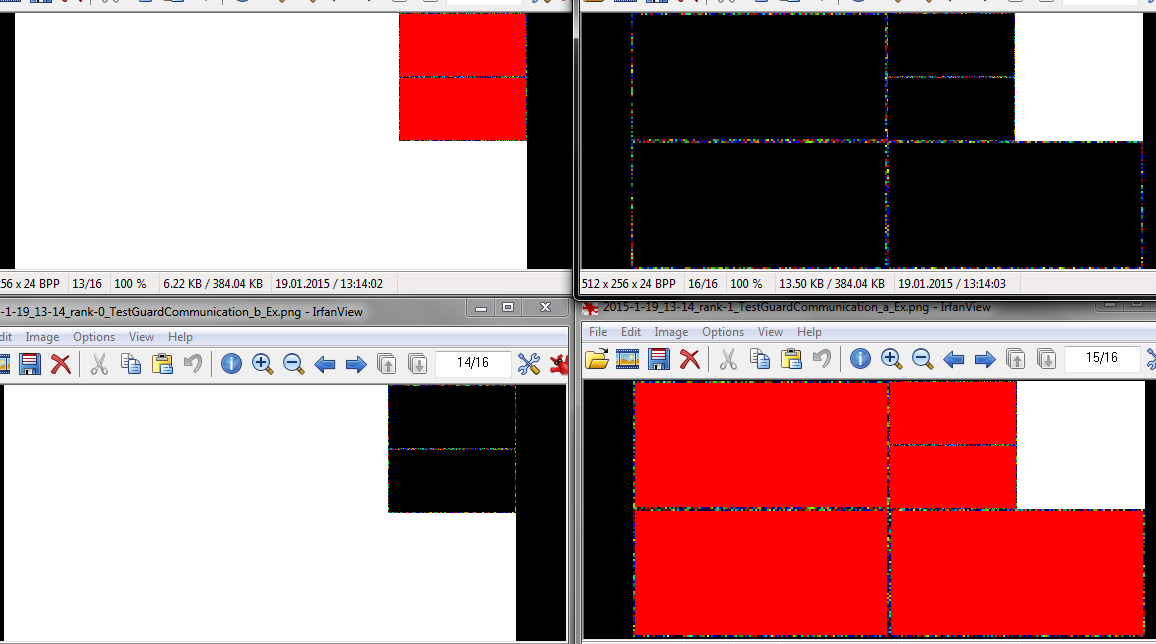 56 x 24 BPP 13/16 100 % 6.22 KB / 384.04 KB 19.01.2015 / 13:14:02
512 x 256 x 24 BPP 16/16 100 % 13.50 KB / 384.04 KB 19.01.2015 / 13:14:03
-1-19_13-14_rank-0_TestGuardCommunication_b_Ex.png - IrfanView
dit Image Options View Help
14/16
2015-1-19_13-14_rank-1_TestGuardCommunication_a_Ex.png - IrfanView
File Edit Image Options View Help
15/16